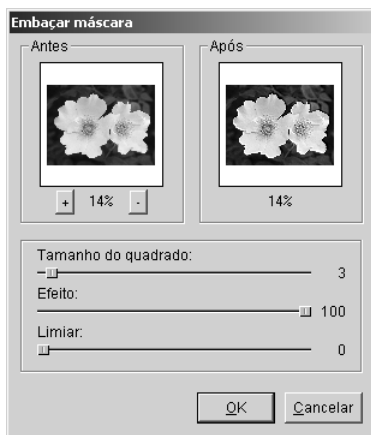 Embaçar máscara
Antes Após
+ 14% - 14%
Tamanho do quadrado:
3
Efeito:
100
Limiar:
0
OK Cancelar